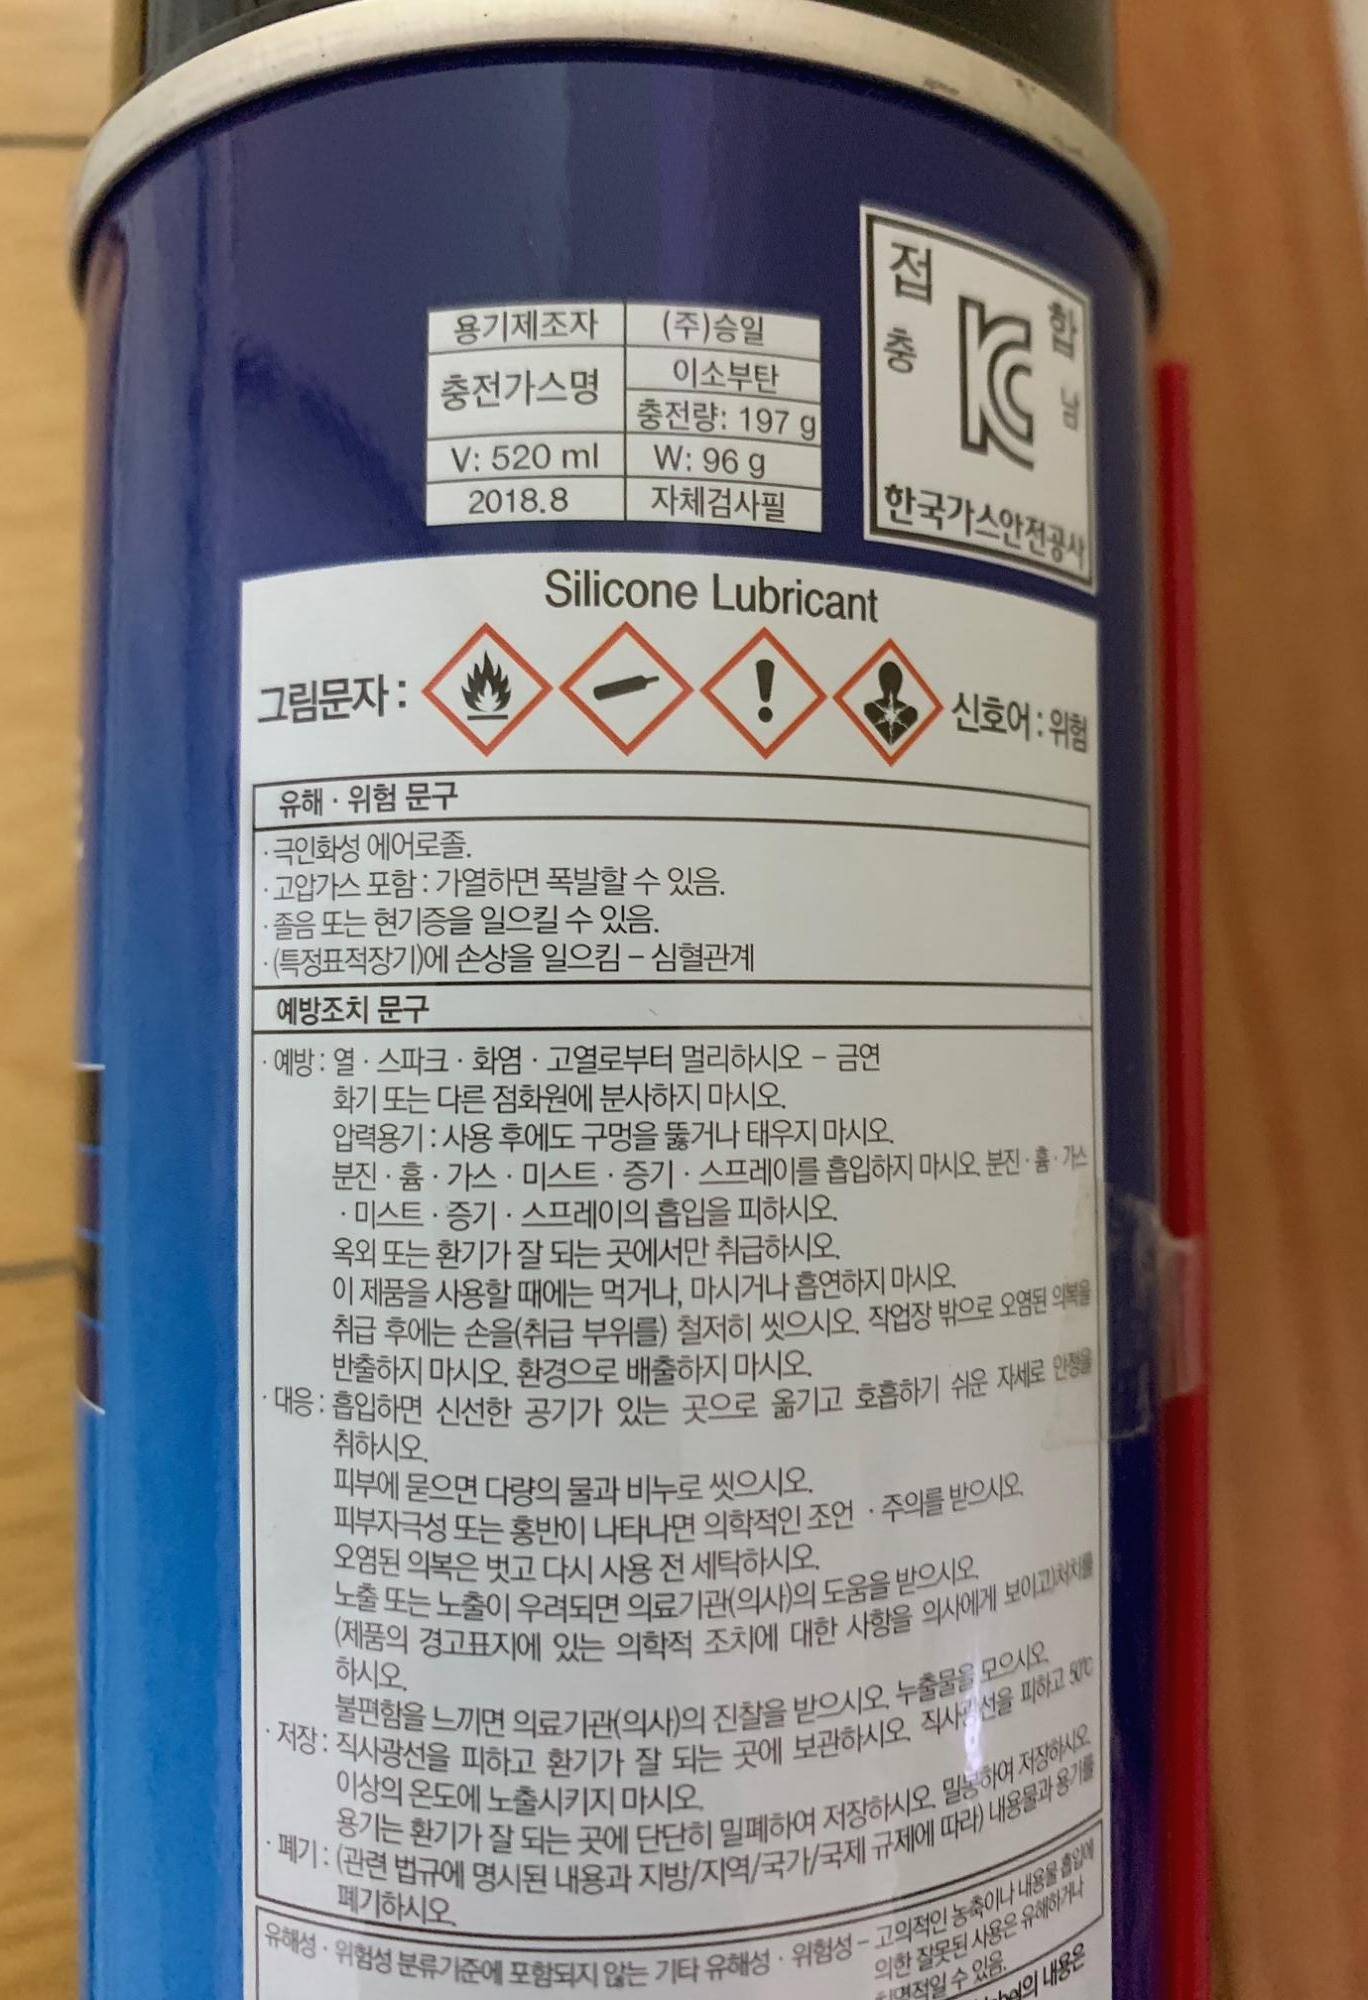 접 합
충 남
한국가스안전공사
용기제조자 (주)승일
충전가스명 이소부탄
충전량: 197 g
V: 520 ml W: 96 g
2018.8 자체검사필
Silicone Lubricant
그림문자 : 신호어 : 위험
유해 · 위험 문구
· 극인화성 에어로졸.
· 고압가스 포함 : 가열하면 폭발할 수 있음.
· 졸음 또는 현기증을 일으킬 수 있음.
· (특정표적장기)에 손상을 일으킴 – 심혈관계
예방조치 문구
· 예방 : 열 · 스파크 · 화염 · 고열로부터 멀리하시오 – 금연
화기 또는 다른 점화원에 분사하지 마시오.
압력용기 : 사용 후에도 구멍을 뚫거나 태우지 마시오.
분진 · 흄 · 가스 · 미스트 · 증기 · 스프레이를 흡입하지 마시오. 분진 · 흄 · 가스
· 미스트 · 증기 · 스프레이의 흡입을 피하시오.
옥외 또는 환기가 잘 되는 곳에서만 취급하시오.
이 제품을 사용할 때에는 먹거나, 마시거나 흡연하지 마시오.
취급 후에는 손을(취급 부위를) 철저히 씻으시오. 작업장 밖으로 오염된 의복을
반출하지 마시오. 환경으로 배출하지 마시오.
· 대응 : 흡입하면 신선한 공기가 있는 곳으로 옮기고 호흡하기 쉬운 자세로 안정을
취하시오.
피부에 묻으면 다량의 물과 비누로 씻으시오.
피부자극성 또는 홍반이 나타나면 의학적인 조언 · 주의를 받으시오.
오염된 의복은 벗고 다시 사용 전 세탁하시오.
노출 또는 노출이 우려되면 의료기관(의사)의 도움을 받으시오.
(제품의 경고표지에 있는 의학적 조치에 대한 사항을 의사에게 보이고)처치를
하시오.
불편함을 느끼면 의료기관(의사)의 진찰을 받으시오. 누출물을 모으시오.
· 저장 : 직사광선을 피하고 환기가 잘 되는 곳에 보관하시오. 직사광선을 피하고 50℃
이상의 온도에 노출시키지 마시오.
용기는 환기가 잘 되는 곳에 단단히 밀폐하여 저장하시오. 밀봉하여 저장하시오.
· 폐기 : (관련 법규에 명시된 내용과 지방/지역/국가/국제 규제에 따라) 내용물과 용기를
폐기하시오.
유해성 · 위험성 분류기준에 포함되지 않는 기타 유해성 · 위험성 – 고의적인 농축이나 내용물 흡입에
의한 잘못된 사용은 유해하거나
치명적일 수 있음.
내용은